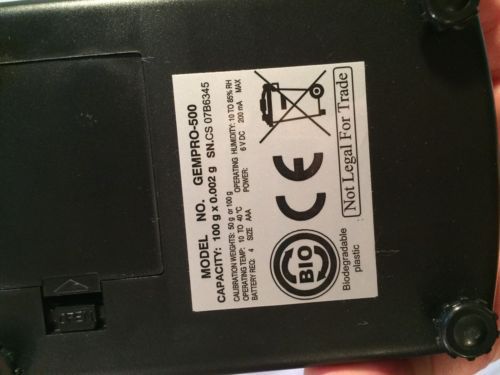 MODEL NO. GEMPRO-500
CAPACITY: 100 g x 0.002 g SN.CS 07B6345
CALIBRATION WEIGHTS: 50 g or 100 g
OPERATING TEMP: 10 TO 40°C OPERATING HUMIDITY: 10 TO 85% RH
BATTERY REQ: 4 SIZE AAA POWER: 6 V DC 200 mA MAX
BIO
Biodegradable
plastic
CE
Not Legal For Trade
OPEN